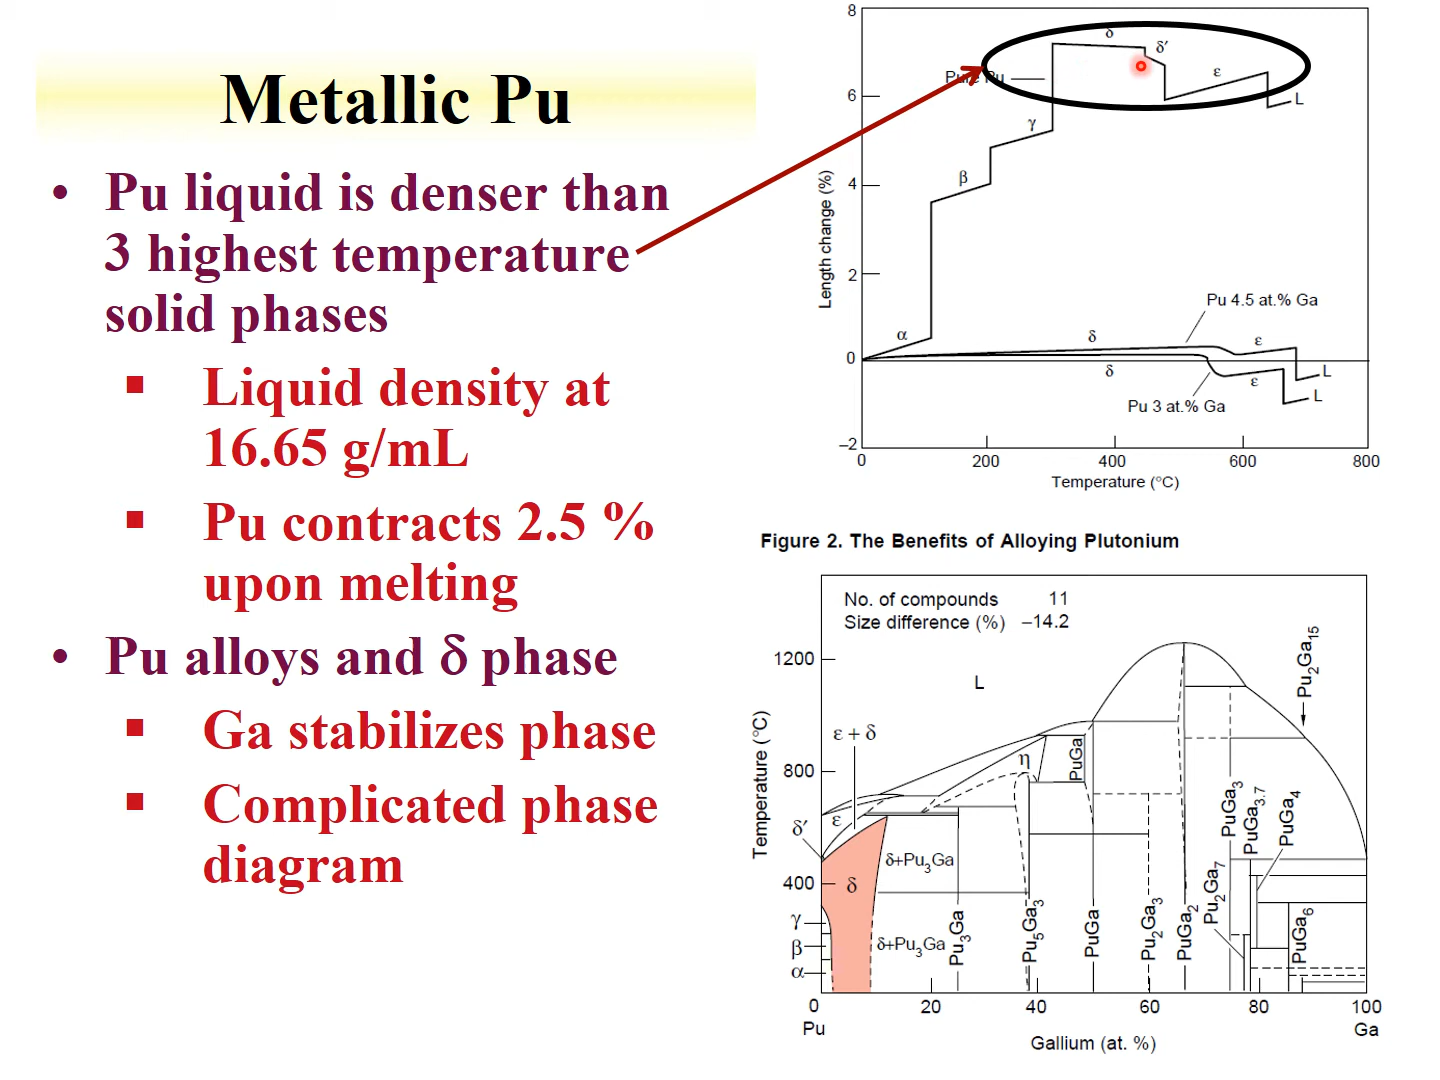 Metallic Pu
• Pu liquid is denser than
3 highest temperature
solid phases
▪ Liquid density at
16.65 g/mL
▪ Pu contracts 2.5 %
upon melting
• Pu alloys and δ phase
▪ Ga stabilizes phase
▪ Complicated phase
diagram
8
6
4
2
0
–2
Length change (%)
0 200 400 600 800
Temperature (°C)
Pure Pu
α
β
γ
δ
δ′
ε
L
Pu 4.5 at.% Ga
δ
ε
L
δ
ε
L
Pu 3 at.% Ga
Figure 2. The Benefits of Alloying Plutonium
No. of compounds 11
Size difference (%) –14.2
1200
800
400
Temperature (°C)
L
ε + δ
η
PuGa
δ′
ε
δ
δ+Pu3Ga
δ+Pu3Ga
γ
β
α
Pu3Ga
Pu5Ga3
PuGa
Pu2Ga3
PuGa2
Pu2Ga7
PuGa3
PuGa3.7
PuGa4
PuGa6
Pu2Ga15
0 20 40 60 80 100
Pu Ga
Gallium (at. %)